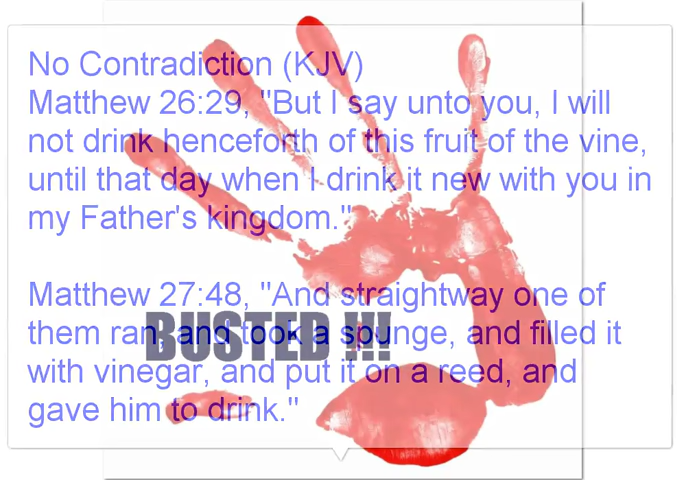 No Contradiction (KJV)
Matthew 26:29, "But I say unto you, I will
not drink henceforth of this fruit of the vine,
until that day when I drink it new with you in
my Father's kingdom."
Matthew 27:48, "And straightway one of
them ran, and took a spunge, and filled it
BUSTED !!!
with vinegar, and put it on a reed, and
gave him to drink."